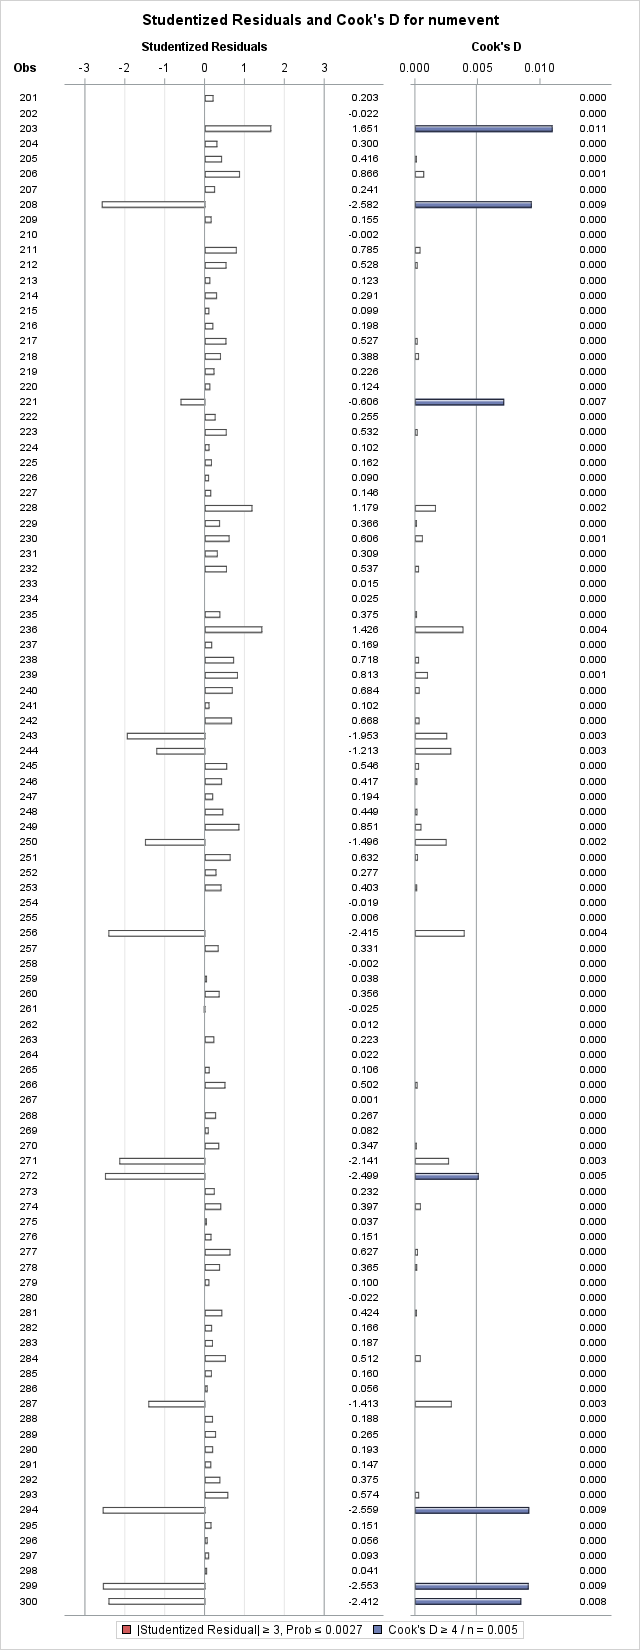 Studentized Residuals and Cook's D for numevent
Studentized Residuals Cook's D
Obs -3 -2 -1 0 1 2 3 0.000 0.005 0.010
201 0.203 0.000
202 -0.022 0.000
203 1.651 0.011
204 0.300 0.000
205 0.416 0.000
206 0.866 0.001
207 0.241 0.000
208 -2.582 0.009
209 0.155 0.000
210 -0.002 0.000
211 0.785 0.000
212 0.528 0.000
213 0.123 0.000
214 0.291 0.000
215 0.099 0.000
216 0.198 0.000
217 0.527 0.000
218 0.388 0.000
219 0.226 0.000
220 0.124 0.000
221 -0.606 0.007
222 0.255 0.000
223 0.532 0.000
224 0.102 0.000
225 0.162 0.000
226 0.090 0.000
227 0.146 0.000
228 1.179 0.002
229 0.366 0.000
230 0.606 0.001
231 0.309 0.000
232 0.537 0.000
233 0.015 0.000
234 0.025 0.000
235 0.375 0.000
236 1.426 0.004
237 0.169 0.000
238 0.718 0.000
239 0.813 0.001
240 0.684 0.000
241 0.102 0.000
242 0.668 0.000
243 -1.953 0.003
244 -1.213 0.003
245 0.546 0.000
246 0.417 0.000
247 0.194 0.000
248 0.449 0.000
249 0.851 0.000
250 -1.496 0.002
251 0.632 0.000
252 0.277 0.000
253 0.403 0.000
254 -0.019 0.000
255 0.006 0.000
256 -2.415 0.004
257 0.331 0.000
258 -0.002 0.000
259 0.038 0.000
260 0.356 0.000
261 -0.025 0.000
262 0.012 0.000
263 0.223 0.000
264 0.022 0.000
265 0.106 0.000
266 0.502 0.000
267 0.001 0.000
268 0.267 0.000
269 0.082 0.000
270 0.347 0.000
271 -2.141 0.003
272 -2.499 0.005
273 0.232 0.000
274 0.397 0.000
275 0.037 0.000
276 0.151 0.000
277 0.627 0.000
278 0.365 0.000
279 0.100 0.000
280 -0.022 0.000
281 0.424 0.000
282 0.166 0.000
283 0.187 0.000
284 0.512 0.000
285 0.160 0.000
286 0.056 0.000
287 -1.413 0.003
288 0.188 0.000
289 0.265 0.000
290 0.193 0.000
291 0.147 0.000
292 0.375 0.000
293 0.574 0.000
294 -2.559 0.009
295 0.151 0.000
296 0.056 0.000
297 0.093 0.000
298 0.041 0.000
299 -2.553 0.009
300 -2.412 0.008
|Studentized Residual| ≥ 3, Prob ≤ 0.0027 Cook's D ≥ 4 / n = 0.005